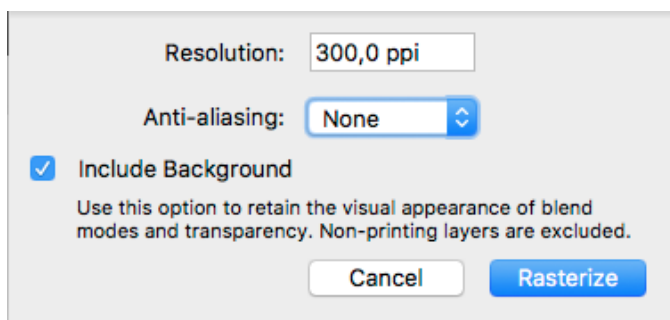 Resolution: 300,0 ppi
Anti-aliasing: None
Include Background
Use this option to retain the visual appearance of blend
modes and transparency. Non-printing layers are excluded.
Cancel Rasterize